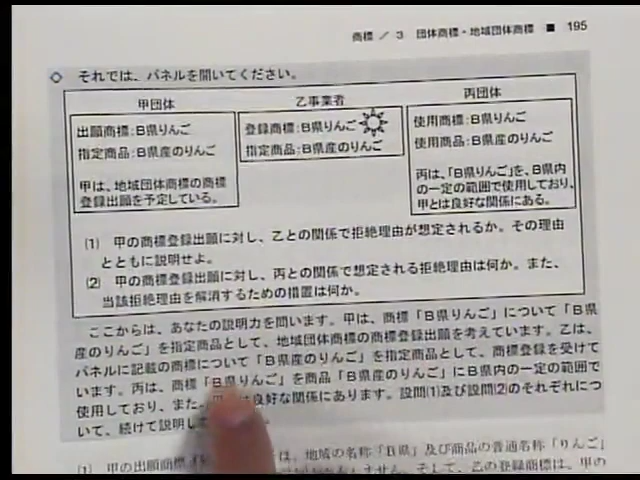 商標 / 3 団体商標・地域団体商標 ■ 195
◇ それでは、パネルを開いてください。
甲団体
出願商標:B県りんご
指定商品:B県産のりんご
甲は、地域団体商標の商標
登録出願を予定している。
乙事業者
登録商標:B県りんご
指定商品:B県産のりんご
丙団体
使用商標:B県りんご
使用商品:B県産のりんご
丙は、「B県りんご」を、B県内
の一定の範囲で使用しており、
甲とは良好な関係にある。
(1) 甲の商標登録出願に対し、乙との関係で拒絶理由が想定されるか。その理由
とともに説明せよ。
(2) 甲の商標登録出願に対し、丙との関係で想定される拒絶理由は何か。また、
当該拒絶理由を解消するための措置は何か。
ここからは、あなたの説明力を問います。甲は、商標「B県りんご」について「B県
産のりんご」を指定商品として、地域団体商標の商標登録出願を考えています。乙は、
パネルに記載の商標について「B県産のりんご」を指定商品として、商標登録を受けて
います。丙は、商標「B県りんご」を商品「B県産のりんご」にB県内の一定の範囲で
使用しており、また、は良好な関係にあります。設問(1)及び設問(2)のそれぞれにつ
いて、続けて説明し
(1) 甲の出願商標は、地域の名称「B県」及び商品の普通名称「りんご」
ません。そして、乙の登録商標は、甲の